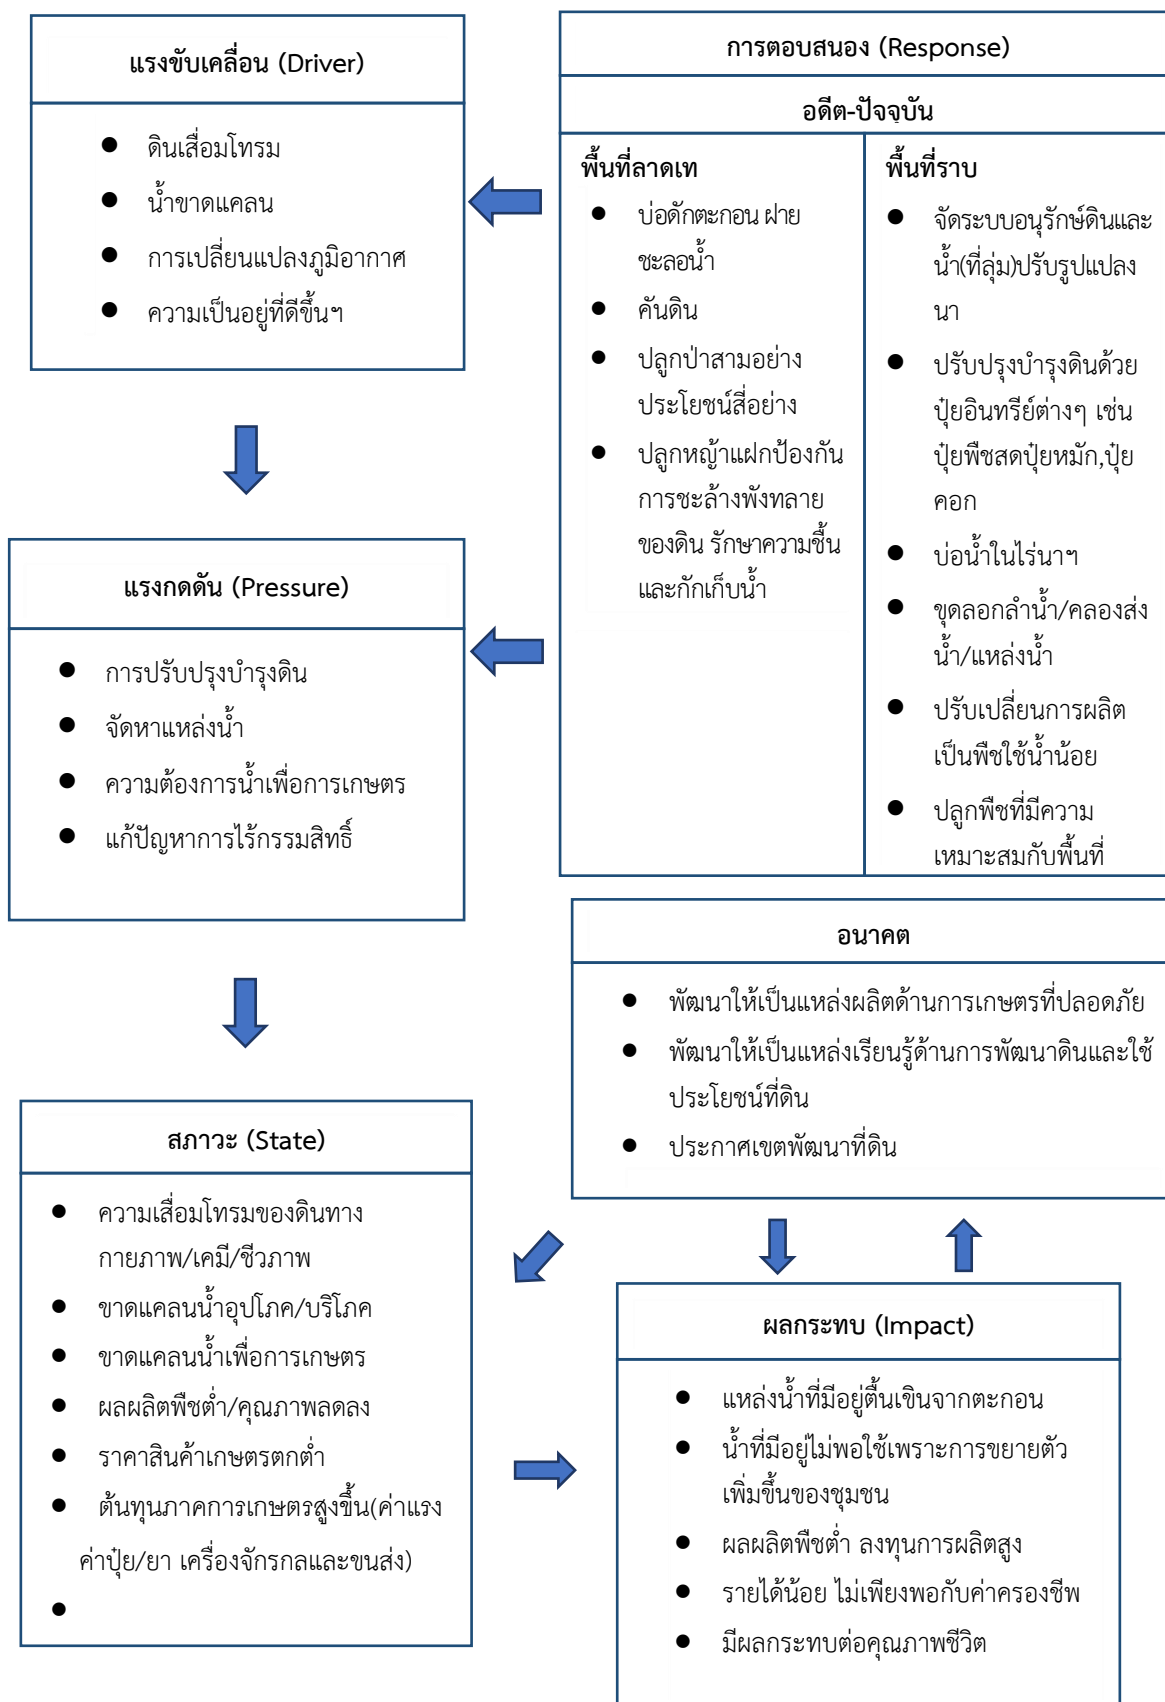 แรงขับเคลื่อน (Driver)
ดินเสื่อมโทรม
น้ำขาดแคลน
การเปลี่ยนแปลงภูมิอากาศ
ความเป็นอยู่ที่ดีขึ้นฯ
การตอบสนอง (Response)
อดีต-ปัจจุบัน
พื้นที่ลาดเท
บ่อดักตะกอน ฝาย
ชะลอน้ำ
คันดิน
ปลูกป่าสามอยาง
ประโยชน์สี่อย่าง
ปลูกหญ้าแฝกป้องกัน
การชะล้างพังทลาย
ของดิน รักษาความชื้น
และกักเก็บน้ำ
พื้นที่ราบ
จัดระบบอนุรักษ์ดินและ
น้ำ(ที่ลุ่ม)ปรับรูปแปลง
นา
ปรับปรุงบำรุงดินด้วย
ปุ๋ยอินทรีย์ต่างๆ เช่น
ปุ๋ยพืชสดปุ๋ยหมัก,ปุ๋ย
คอก
บ่อน้ำในไร่นาฯ
ขุดลอกลำน้ำ/คลองส่ง
น้ำ/แหล่งน้ำ
ปรับเปลี่ยนการผลิต
เป็นพืชใช้น้ำน้อย
ปลูกพืชที่มีความ
เหมาะสมกับพื้นที่
แรงกดดัน (Pressure)
การปรับปรุงบำรุงดิน
จัดหาแหล่งน้ำ
ความต้องการน้ำเพื่อการเกษตร
แก้ปัญหาการไร้กรรมสิทธิ์
อนาคต
พัฒนาให้เป็นแหล่งผลิตด้านการเกษตรที่ปลอดภัย
พัฒนาให้เป็นแหล่งเรียนรู้ด้านการพัฒนาดินและใช้
ประโยชน์ที่ดิน
ประกาศเขตพัฒนาที่ดิน
สภาวะ (State)
ความเสื่อมโทรมของดินทาง
กายภาพ/เคมี/ชีวภาพ
ขาดแคลนน้ำอุปโภค/บริโภค
ขาดแคลนน้ำเพื่อการเกษตร
ผลผลิตพืชต่ำ/คุณภาพลดลง
ราคาสินค้าเกษตรตกต่ำ
ต้นทุนภาคการเกษตรสูงขึ้น(ค่าแรง
ค่าปุ๋ย/ยา เครื่องจักรกลและขนส่ง)
ผลกระทบ (Impact)
แหล่งน้ำที่มีอยู่ตื้นเขินจากตะกอน
น้ำที่มีอยู่ไม่พอใช้เพราะการขยายตัว
เพิ่มขึ้นของชุมชน
ผลผลิตพืชต่ำ ลงทุนการผลิตสูง
รายได้น้อย ไม่เพียงพอกับค่าครองชีพ
มีผลกระทบต่อคุณภาพชีวิต